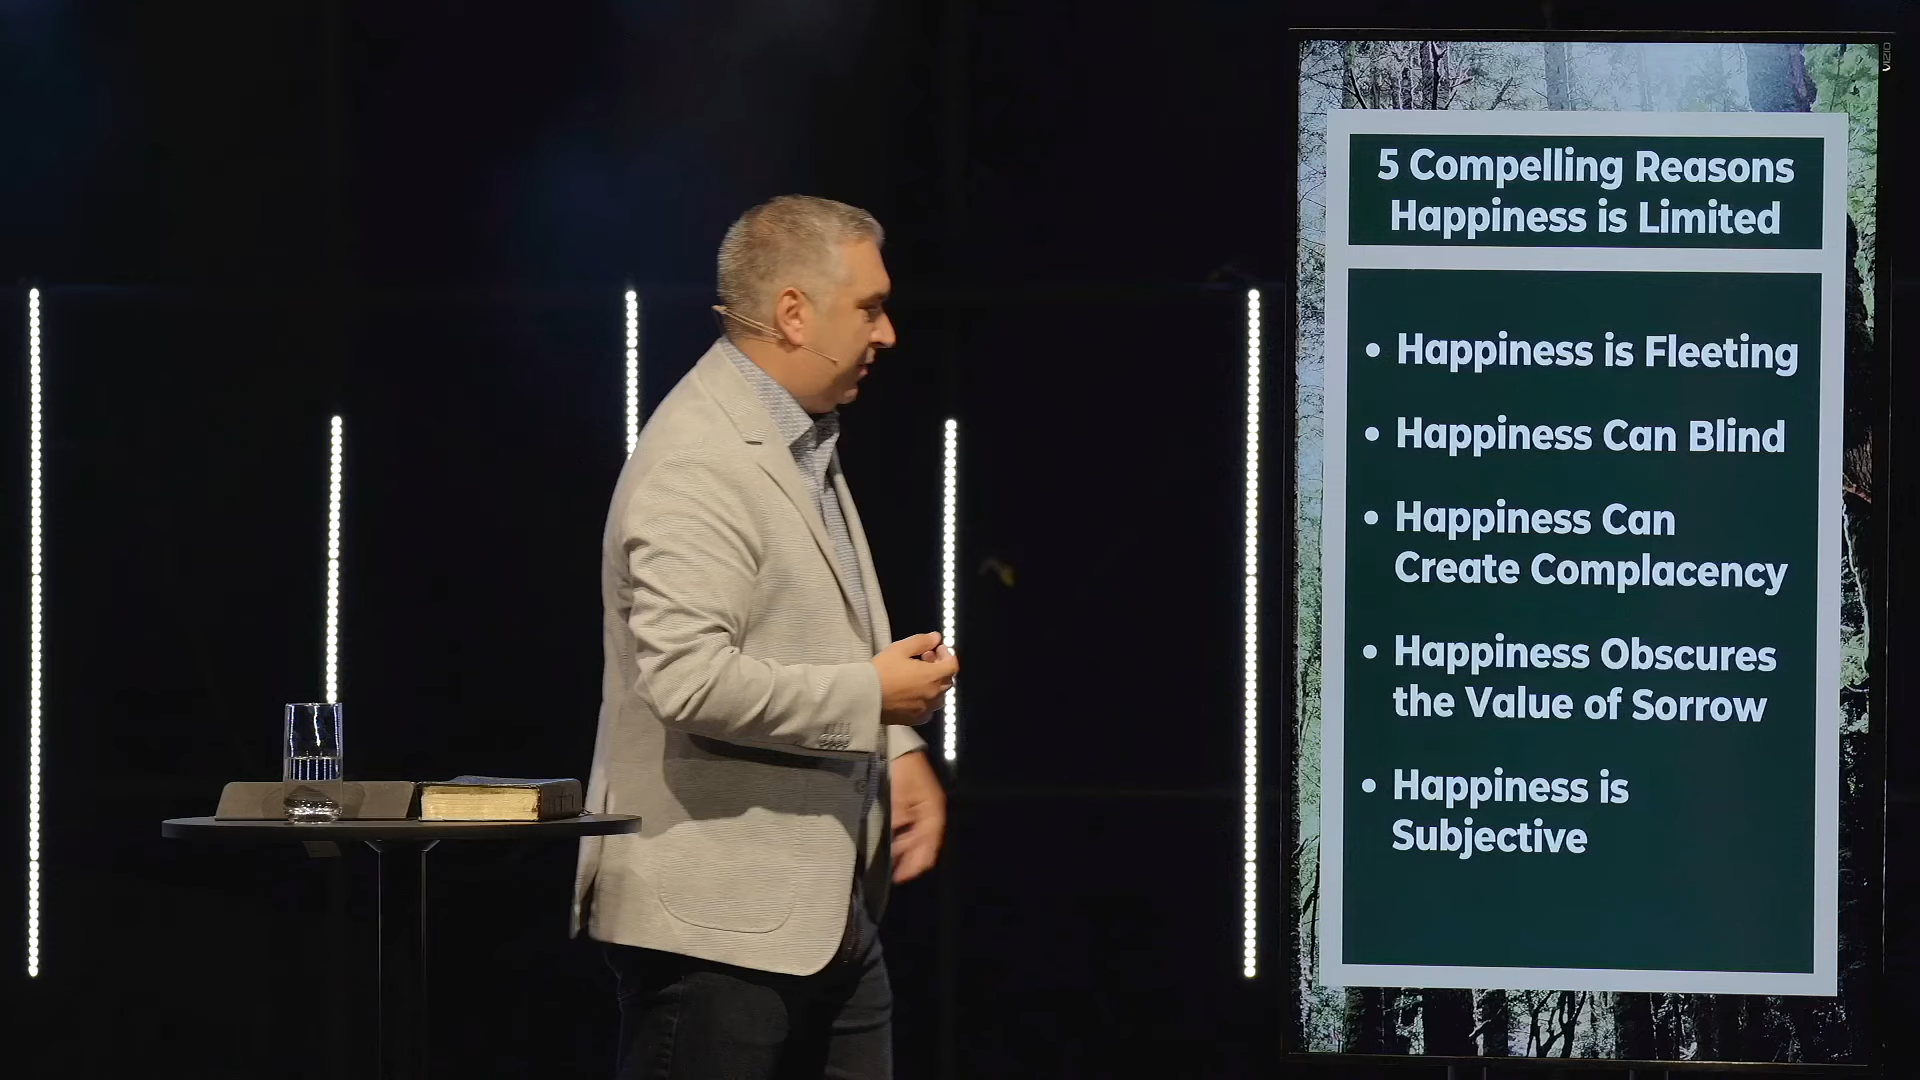 VIZIO
5 Compelling Reasons
Happiness is Limited
• Happiness is Fleeting
• Happiness Can Blind
• Happiness Can
Create Complacency
• Happiness Obscures
the Value of Sorrow
• Happiness is
Subjective